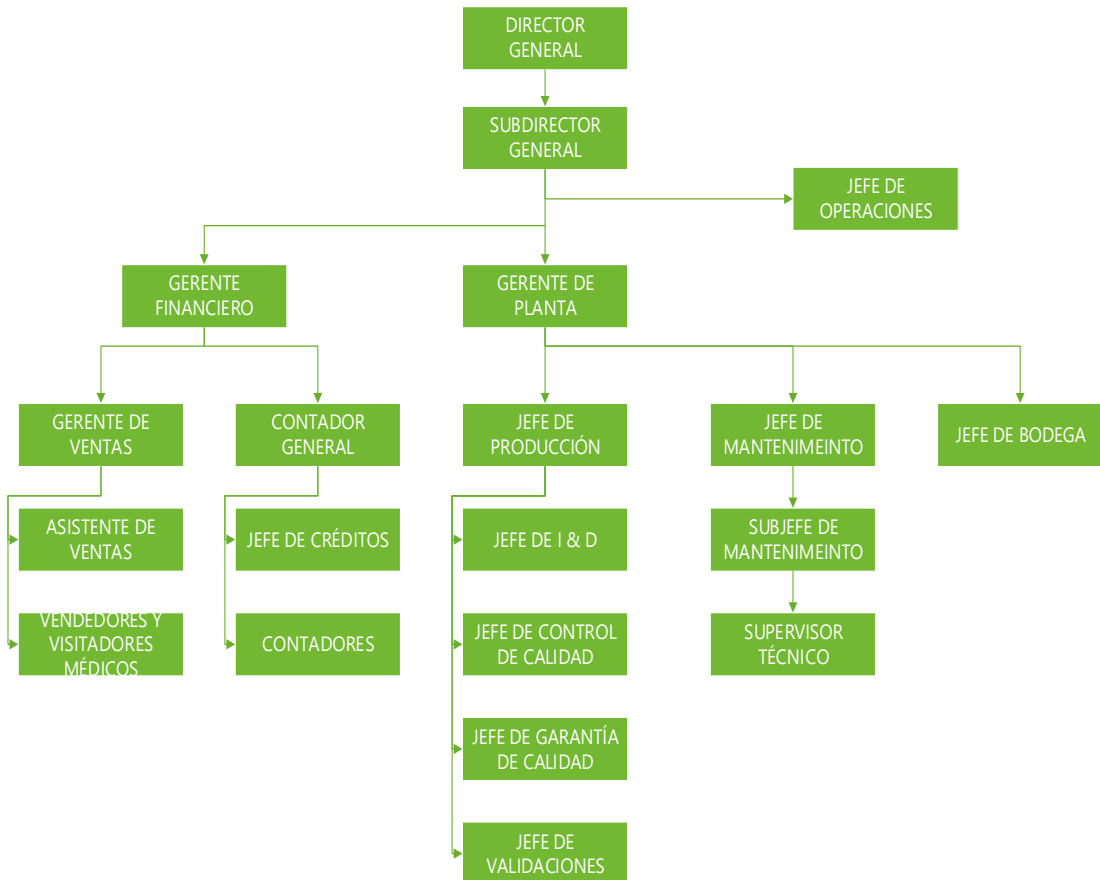 DIRECTOR
GENERAL
SUBDIRECTOR
GENERAL
JEFE DE
OPERACIONES
GERENTE
FINANCIERO
GERENTE DE
PLANTA
GERENTE DE
VENTAS
CONTADOR
GENERAL
JEFE DE
PRODUCCIÓN
JEFE DE
MANTENIMEINTO
JEFE DE BODEGA
ASISTENTE DE
VENTAS
JEFE DE CRÉDITOS
JEFE DE I & D
SUBJEFE DE
MANTENIMEINTO
VENDEDORES Y
VISITADORES
MÉDICOS
CONTADORES
JEFE DE CONTROL
DE CALIDAD
SUPERVISOR
TÉCNICO
JEFE DE GARANTÍA
DE CALIDAD
JEFE DE
VALIDACIONES